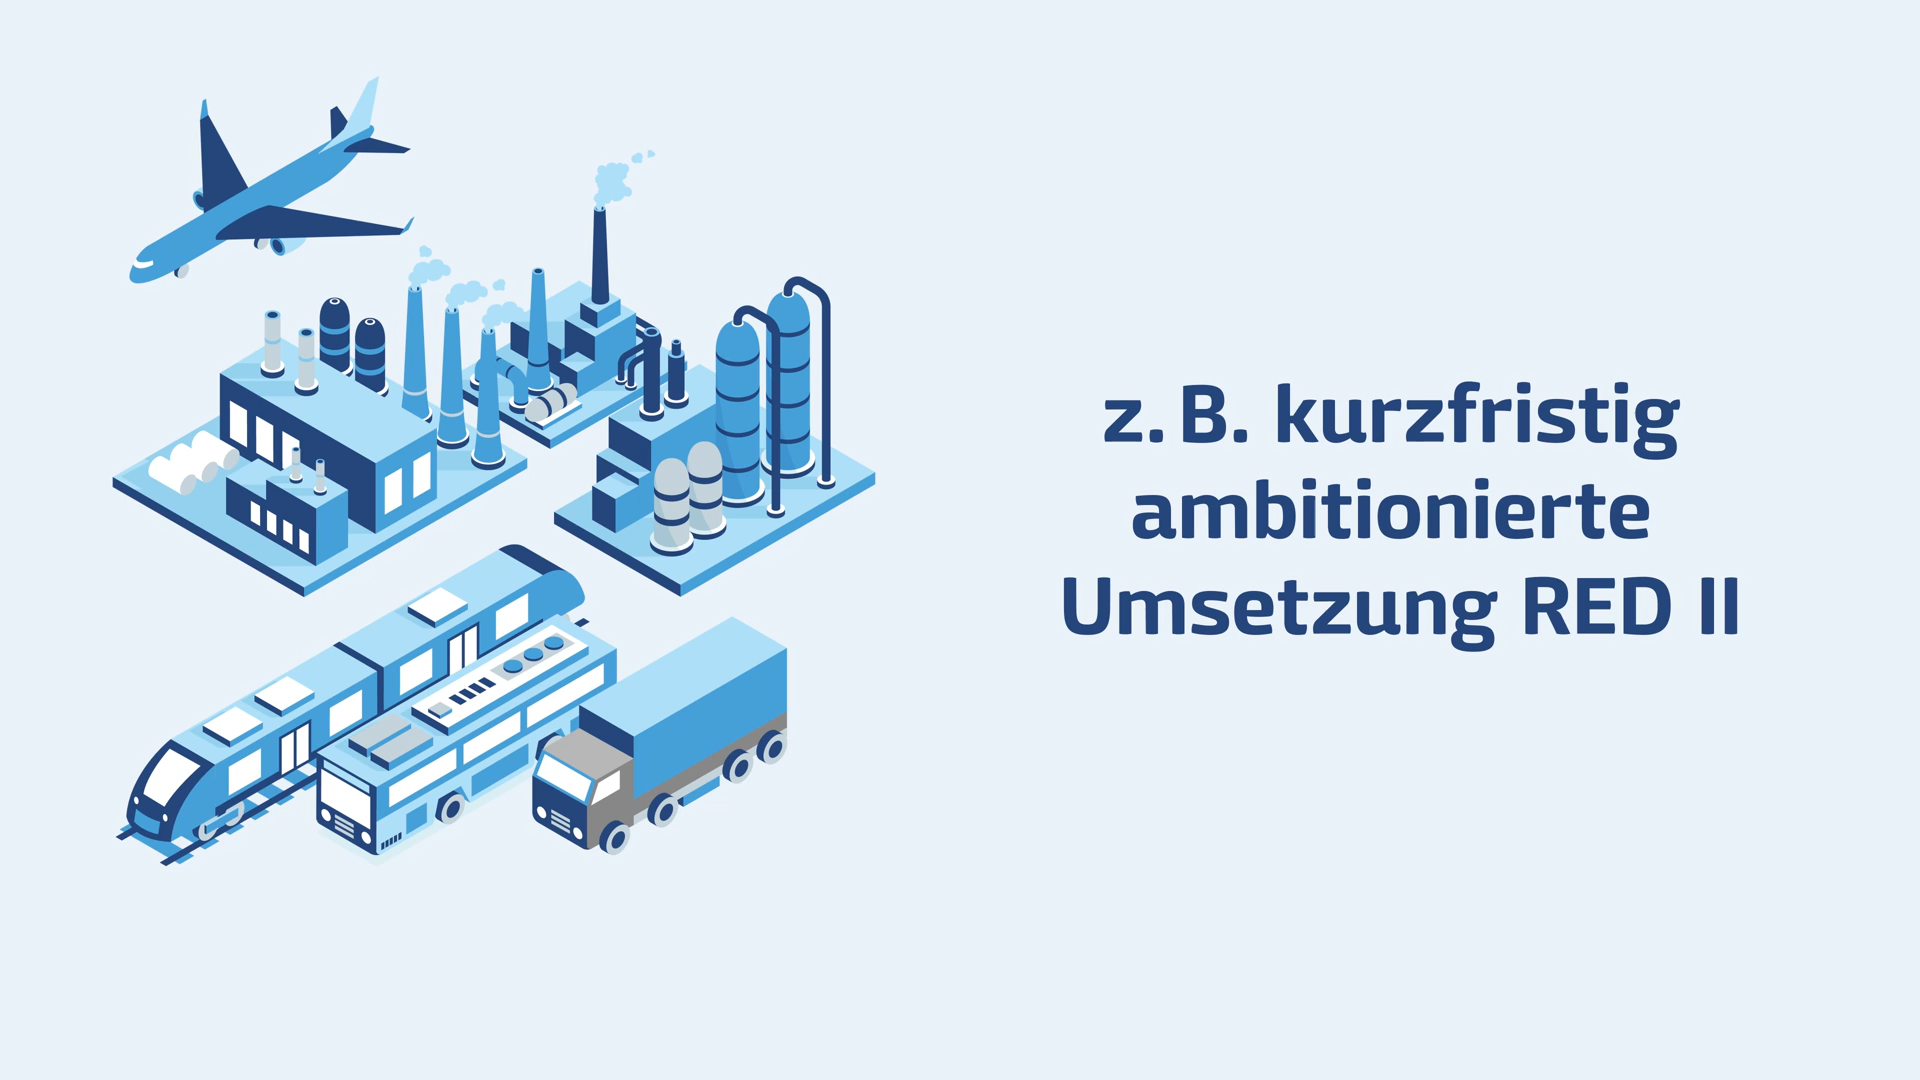 z. B. kurzfristig
ambitionierte
Umsetzung RED II